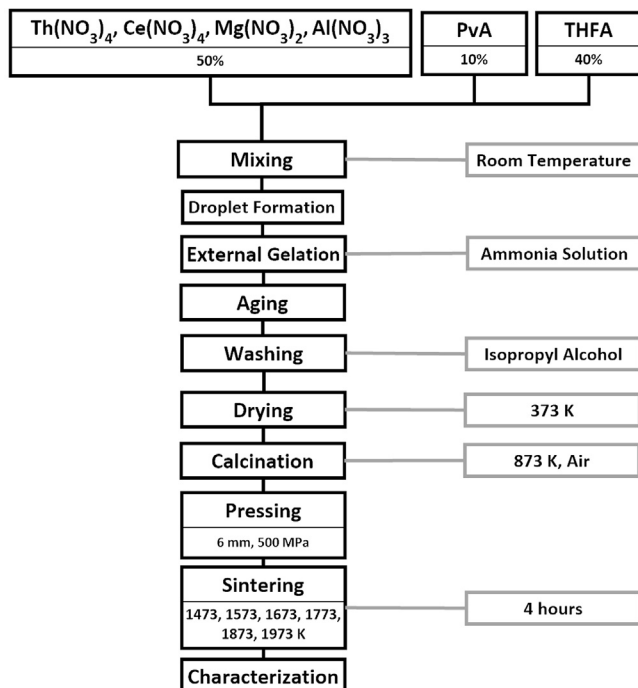 Th(NO₃)₄, Ce(NO₃)₄, Mg(NO₃)₂, Al(NO₃)₃
50%
PvA
10%
THFA
40%
Mixing
Room Temperature
Droplet Formation
External Gelation
Ammonia Solution
Aging
Washing
Isopropyl Alcohol
Drying
373 K
Calcination
873 K, Air
Pressing
6 mm, 500 MPa
Sintering
1473, 1573, 1673, 1773,
1873, 1973 K
4 hours
Characterization